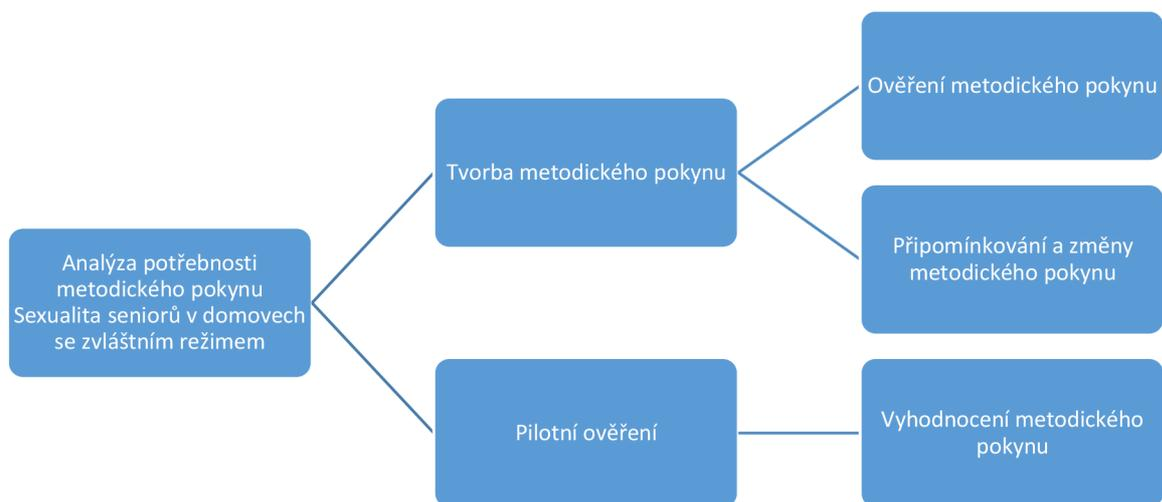 Analýza potřebnosti
metodického pokynu
Sexualita seniorů v domovech
se zvláštním režimem
Tvorba metodického pokynu
Pilotní ověření
Ověření metodického pokynu
Připomínkování a změny
metodického pokynu
Vyhodnocení metodického
pokynu